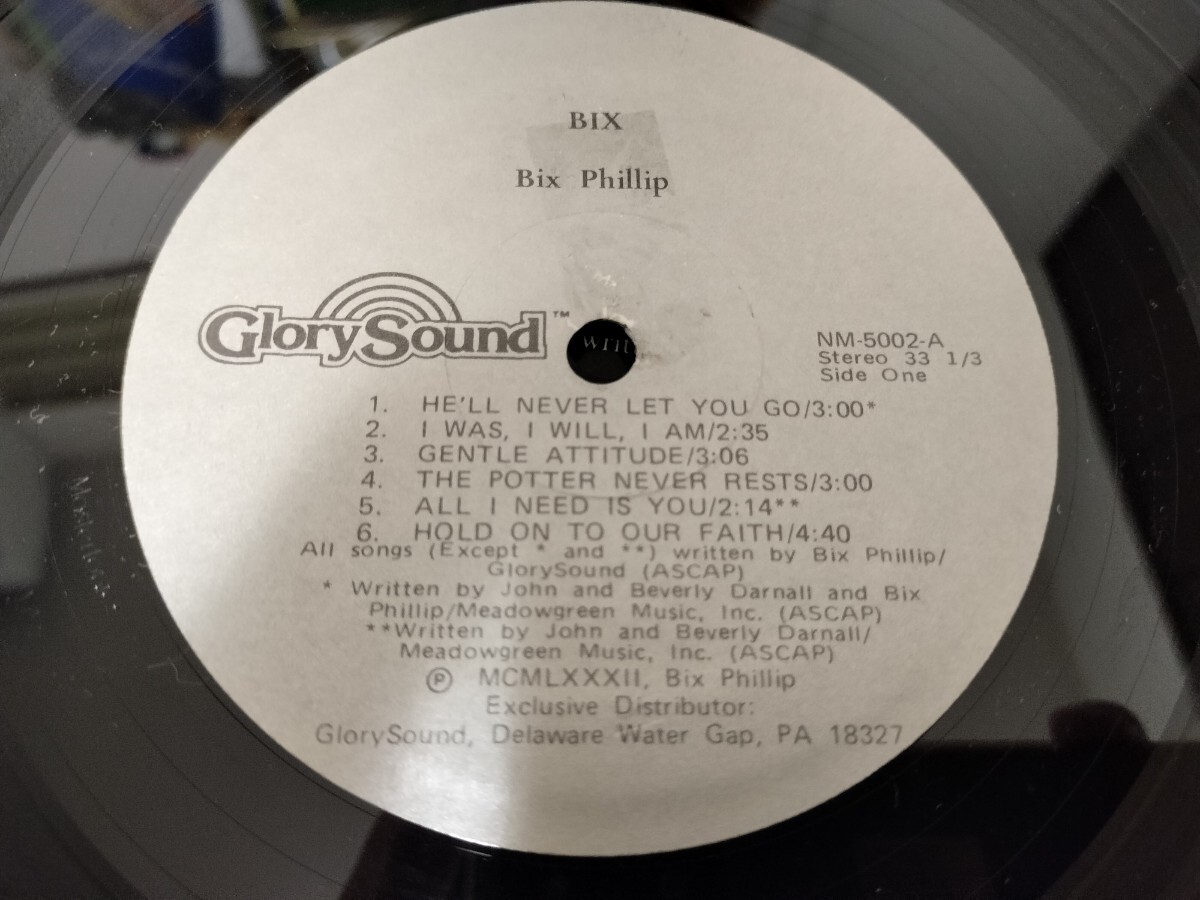 BIX
Bix Phillip
GlorySound™
NM-5002-A
Stereo 33 1/3
Side One
1. HE'LL NEVER LET YOU GO/3:00*
2. I WAS, I WILL, I AM/2:35
3. GENTLE ATTITUDE/3:06
4. THE POTTER NEVER RESTS/3:00
5. ALL I NEED IS YOU/2:14**
6. HOLD ON TO OUR FAITH/4:40
All songs (Except * and **) written by Bix Phillip/
GlorySound (ASCAP)
* Written by John and Beverly Darnall and Bix
Phillip/Meadowgreen Music, Inc. (ASCAP)
**Written by John and Beverly Darnall/
Meadowgreen Music, Inc. (ASCAP)
Ⓟ MCMLXXXII, Bix Phillip
Exclusive Distributor:
GlorySound, Delaware Water Gap, PA 18327